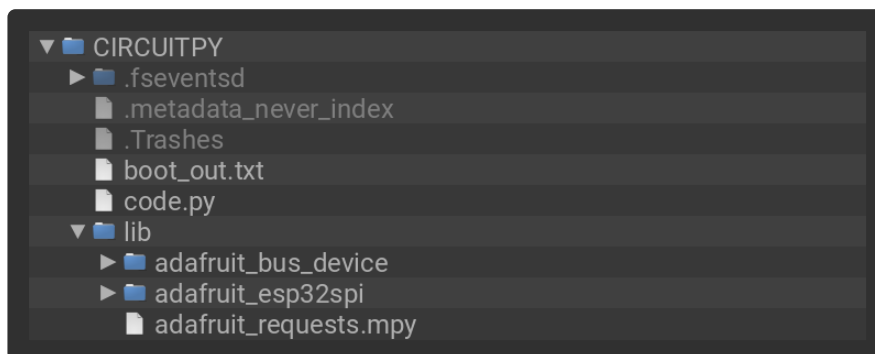 CIRCUITPY
.fseventsd
.metadata_never_index
.Trashes
boot_out.txt
code.py
lib
adafruit_bus_device
adafruit_esp32spi
adafruit_requests.mpy